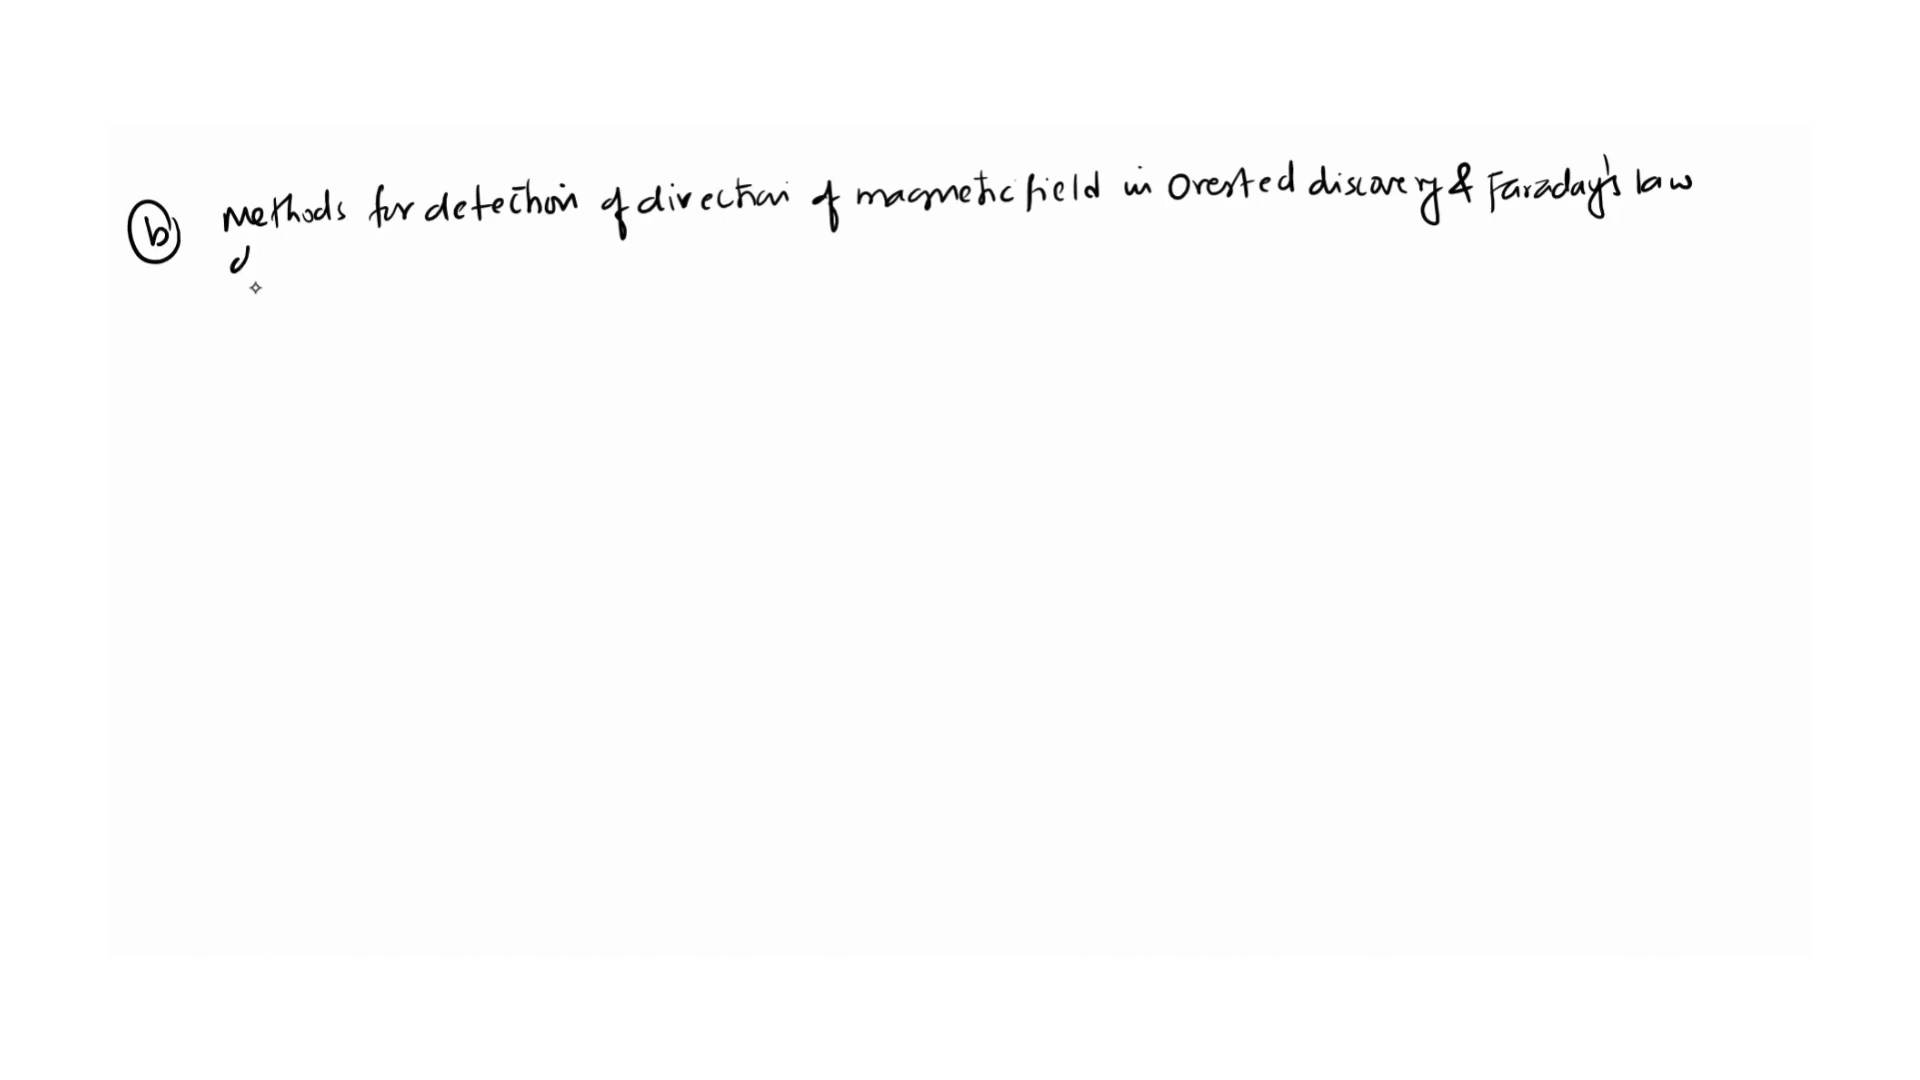 b methods for detection of direction of magnetic field in Orested discovery & Faraday's law
d